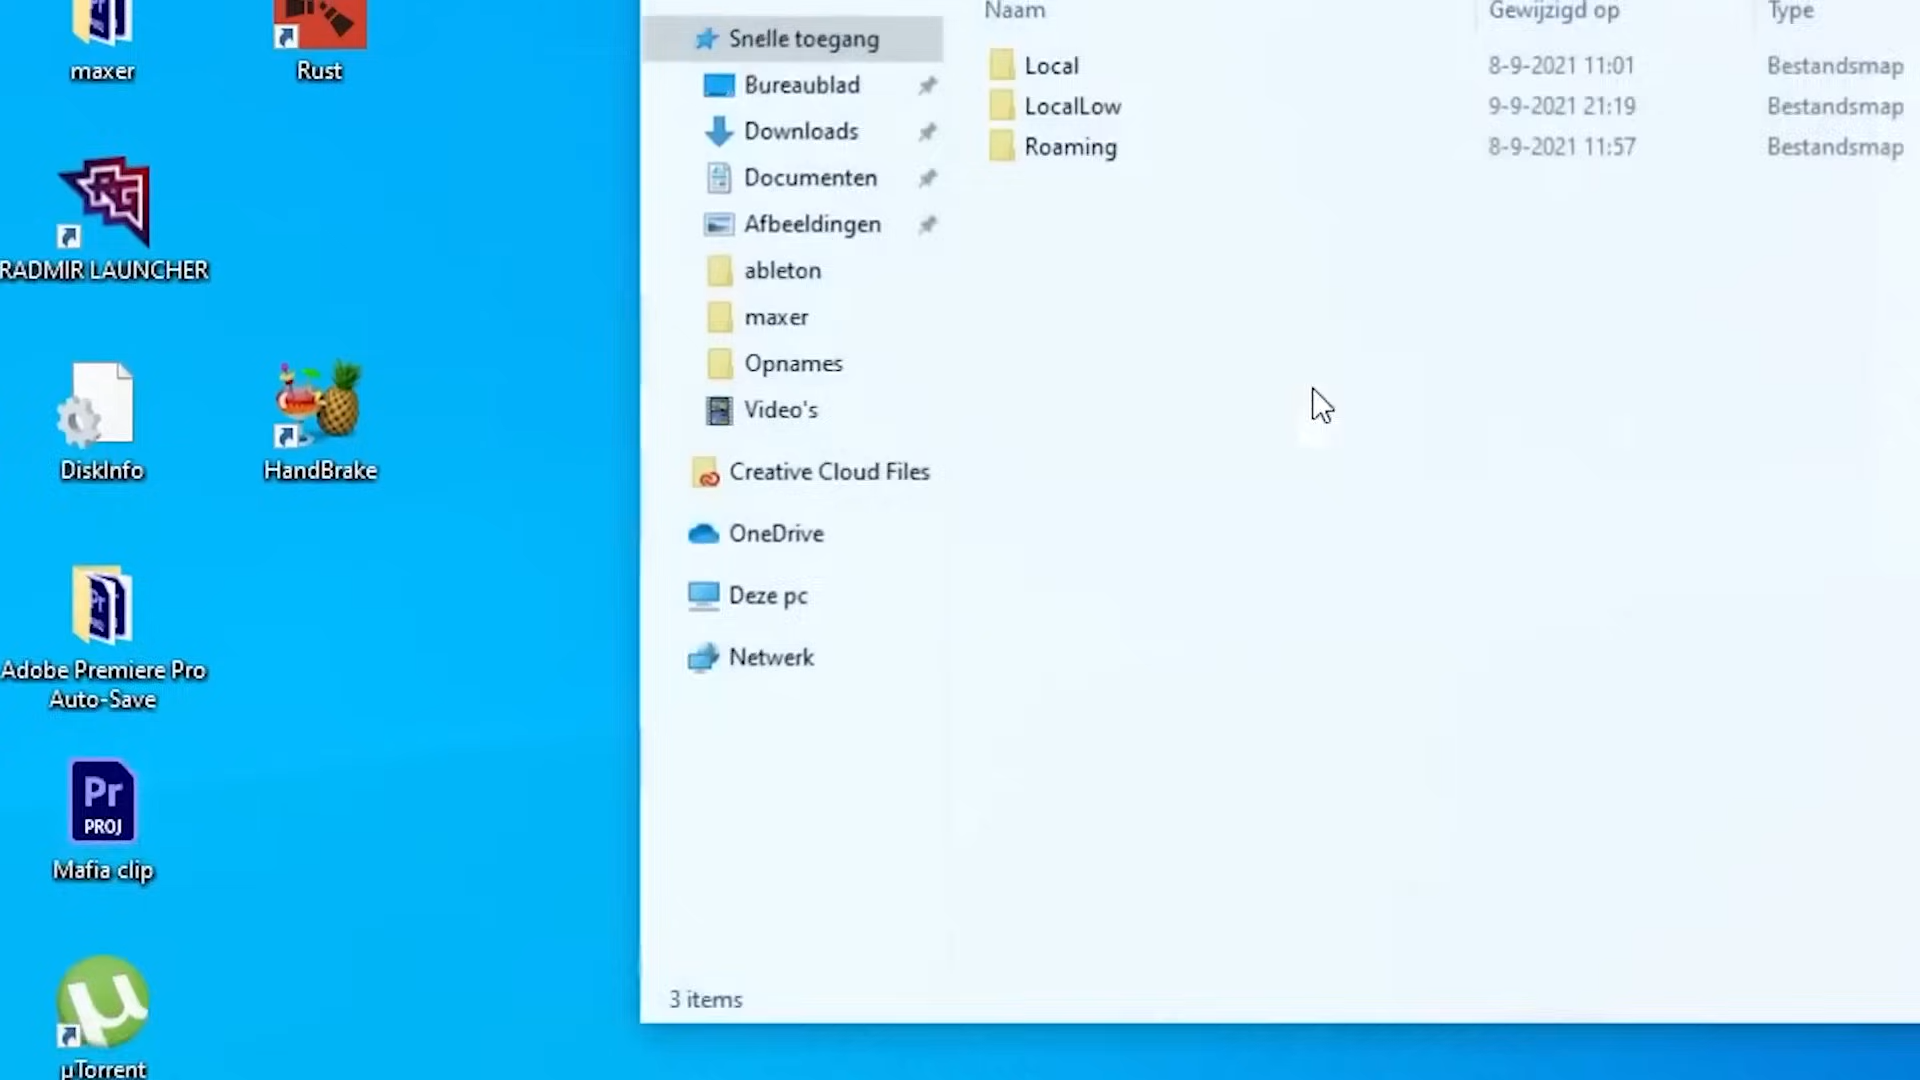 maxer
Rust
RG
RADMIR LAUNCHER
DiskInfo
HandBrake
Pr
Adobe Premiere Pro
Auto-Save
Pr
PROJ
Mafia clip
µ
µTorrent
Naam Gewijzigd op Type
Snelle toegang
Bureaublad
Downloads
Documenten
Afbeeldingen
ableton
maxer
Opnames
Video's
Creative Cloud Files
OneDrive
Deze pc
Netwerk
Local 8-9-2021 11:01 Bestandsmap
LocalLow 9-9-2021 21:19 Bestandsmap
Roaming 8-9-2021 11:57 Bestandsmap
3 items